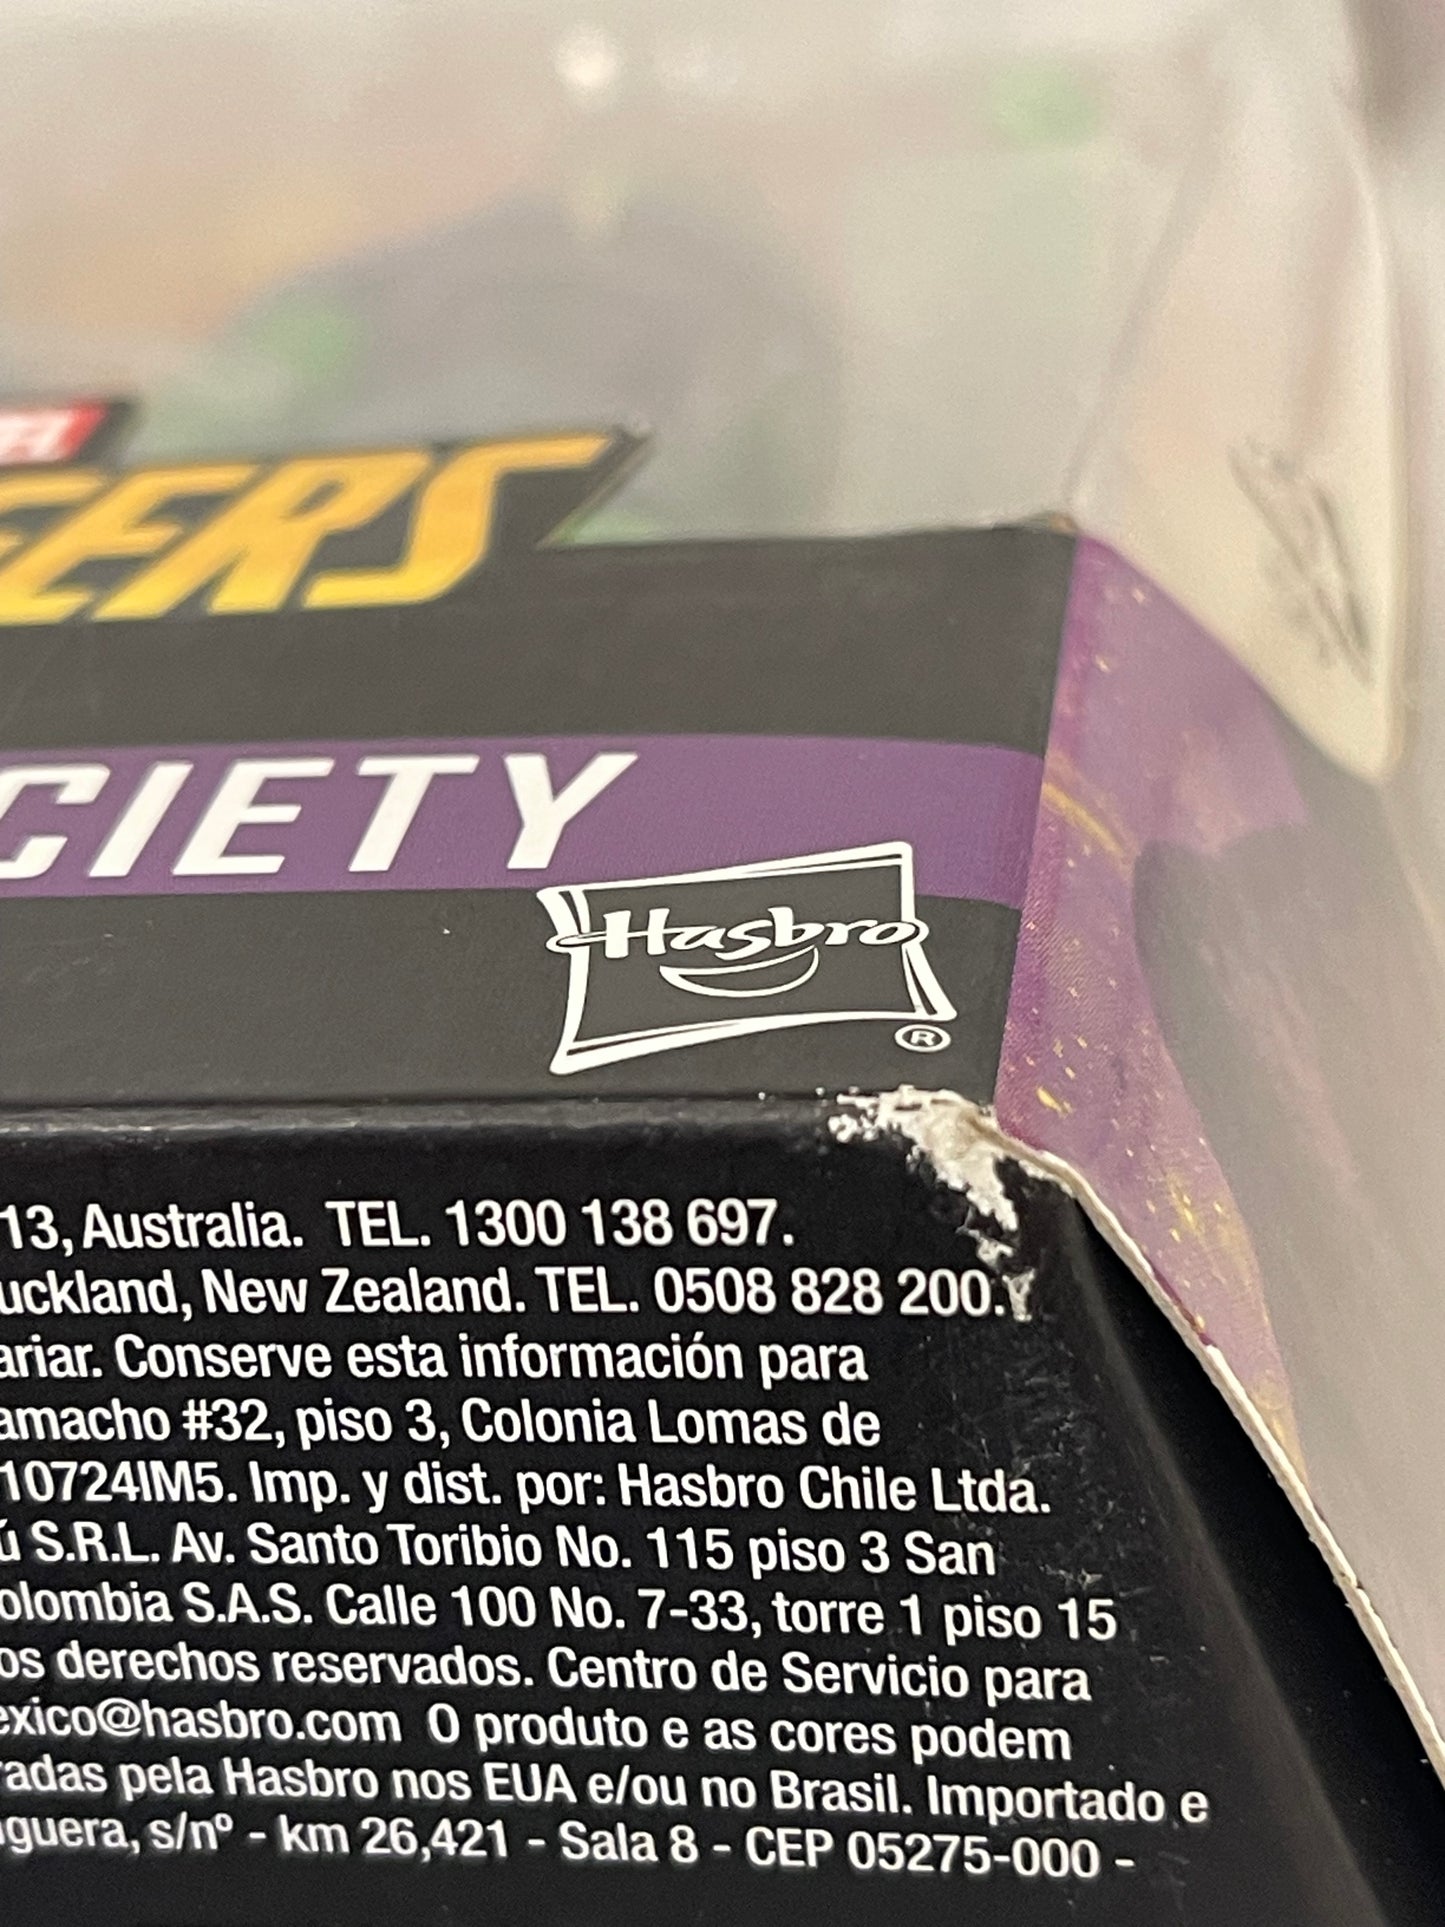 EERS
CIETY
Hasbro
®
13, Australia. TEL. 1300 138 697.
uckland, New Zealand. TEL. 0508 828 200.
ariar. Conserve esta información para
amacho #32, piso 3, Colonia Lomas de
10724IM5. Imp. y dist. por: Hasbro Chile Ltda.
ú S.R.L. Av. Santo Toribio No. 115 piso 3 San
olombia S.A.S. Calle 100 No. 7-33, torre 1 piso 15
os derechos reservados. Centro de Servicio para
exico@hasbro.com O produto e as cores podem
radas pela Hasbro nos EUA e/ou no Brasil. Importado e
guera, s/nº - km 26,421 - Sala 8 - CEP 05275-000 -